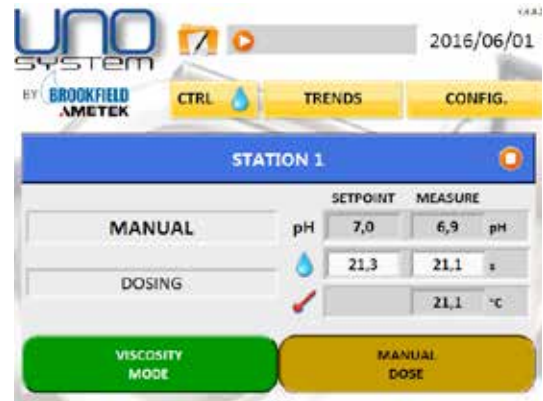 UNO
SYSTEM
BY BROOKFIELD
AMETEK
2016/06/01
CTRL
TRENDS
CONFIG.
STATION 1
SETPOINT MEASURE
MANUAL
pH 7,0 6,9 pH
21,3 21,1 s
DOSING
21,1 °C
VISCOSITY
MODE
MANUAL
DOSE